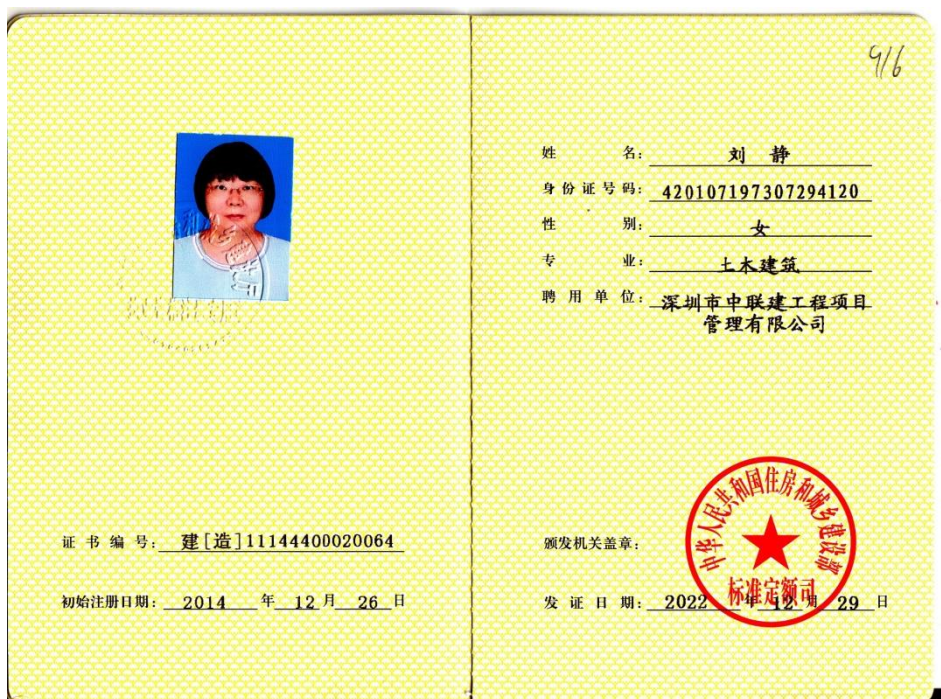 916
姓 名: 刘 静
身份证号码: 420107197307294120
性 别: 女
专 业: 土木建筑
聘 用 单 位: 深圳市中联建工程项目
管理有限公司
证 书 编 号: 建[造]11144400020064
初始注册日期: 2014 年 12 月 26 日
颁发机关盖章:
中华人民共和国住房和城乡建设部
标准定额司
发 证 日 期: 2022 年 12 月 29 日